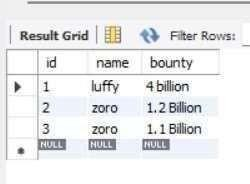 Result Grid Filter Rows:
id name bounty
1 luffy 4 billion
2 zoro 1.2 Billion
3 zoro 1.1 Billion
NULL NULL NULL